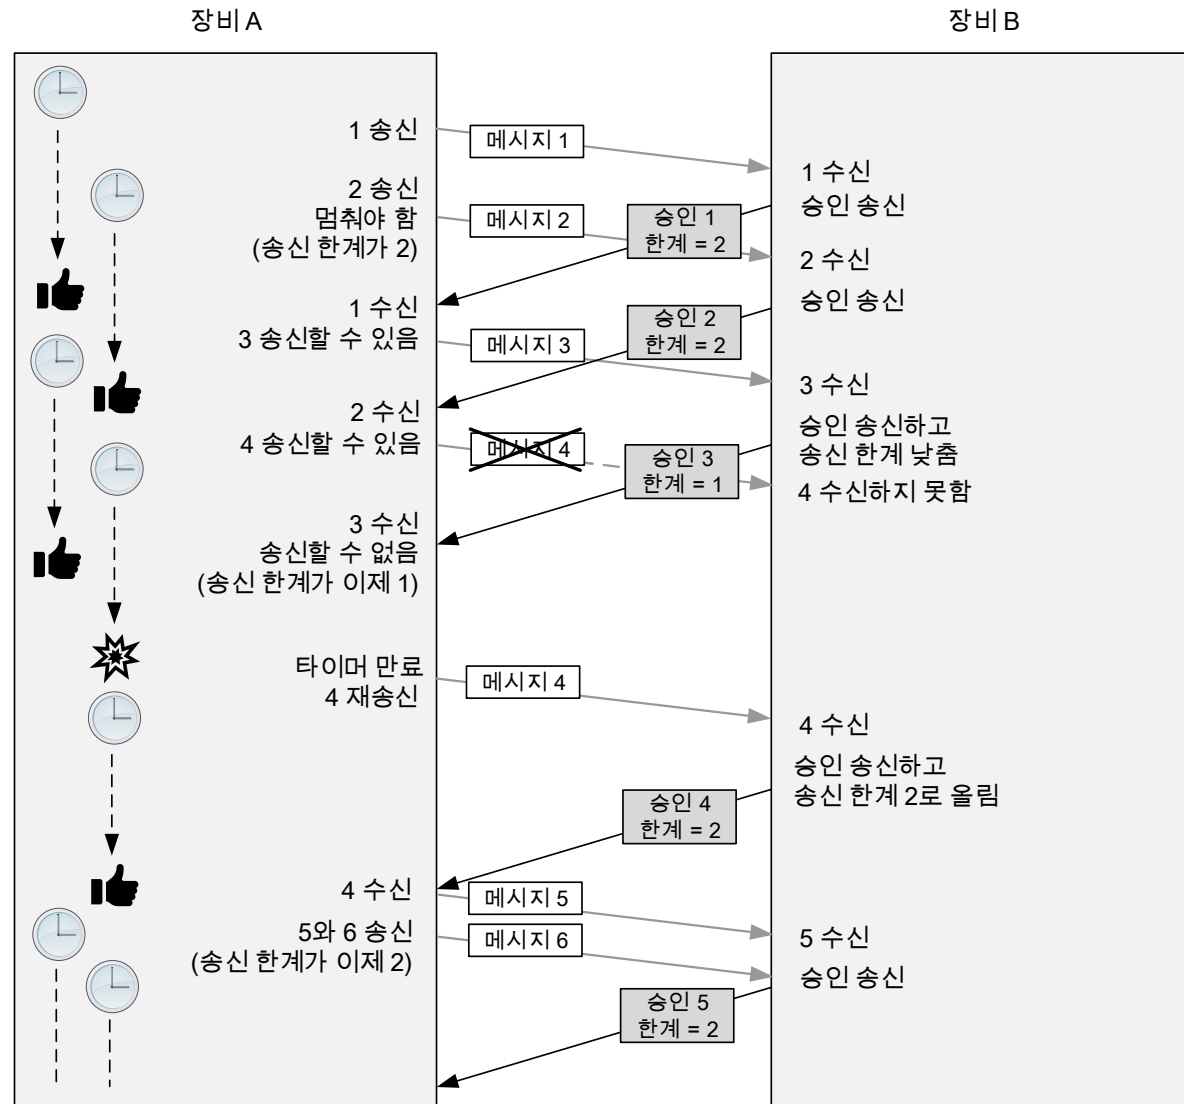 장비 A
장비 B
1 송신
메시지 1
1 수신
승인 송신
2 송신
멈춰야 함
(송신 한계가 2)
메시지 2
승인 1
한계 = 2
2 수신
승인 송신
1 수신
3 송신할 수 있음
메시지 3
승인 2
한계 = 2
3 수신
승인 송신하고
송신 한계 낮춤
2 수신
4 송신할 수 있음
메시지 4
승인 3
한계 = 1
4 수신하지 못함
3 수신
송신할 수 없음
(송신 한계가 이제 1)
타이머 만료
4 재송신
메시지 4
4 수신
승인 송신하고
송신 한계 2로 올림
승인 4
한계 = 2
4 수신
메시지 5
5와 6 송신
(송신 한계가 이제 2)
메시지 6
5 수신
승인 송신
승인 5
한계 = 2